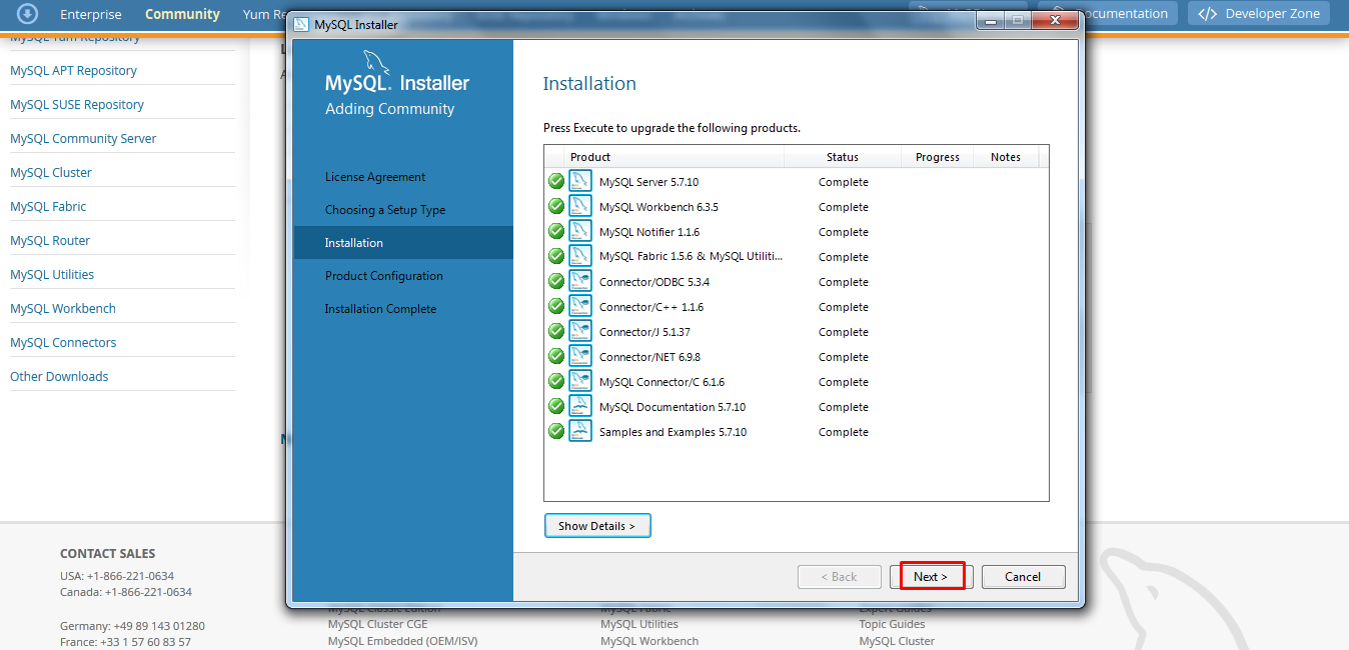 Enterprise
Community
Yum Re
MySQL Installer
ocumentation
</> Developer Zone
MySQL Yum Repository
MySQL APT Repository
MySQL SUSE Repository
MySQL Community Server
MySQL Cluster
MySQL Fabric
MySQL Router
MySQL Utilities
MySQL Workbench
MySQL Connectors
Other Downloads
MySQL. Installer
Adding Community
License Agreement
Choosing a Setup Type
Installation
Product Configuration
Installation Complete
Installation
Press Execute to upgrade the following products.
Product Status Progress Notes
MySQL Server 5.7.10 Complete
MySQL Workbench 6.3.5 Complete
MySQL Notifier 1.1.6 Complete
MySQL Fabric 1.5.6 & MySQL Utiliti... Complete
Connector/ODBC 5.3.4 Complete
Connector/C++ 1.1.6 Complete
Connector/J 5.1.37 Complete
Connector/NET 6.9.8 Complete
MySQL Connector/C 6.1.6 Complete
MySQL Documentation 5.7.10 Complete
Samples and Examples 5.7.10 Complete
Show Details >
< Back
Next >
Cancel
CONTACT SALES
USA: +1-866-221-0634
Canada: +1-866-221-0634
Germany: +49 89 143 01280
France: +33 1 57 60 83 57
MySQL Classic Edition
MySQL Cluster CGE
MySQL Embedded (OEM/ISV)
MySQL Fabric
MySQL Utilities
MySQL Workbench
Expert Guides
Topic Guides
MySQL Cluster